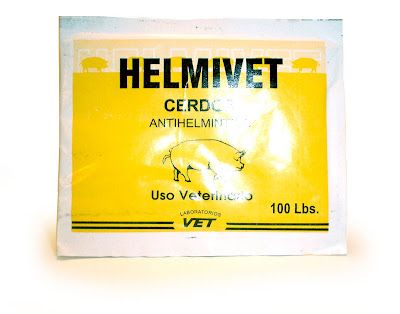 HELMIVET
CERDOS
Uso Veterinario
100 Lbs.
LABORATORIOS
VET